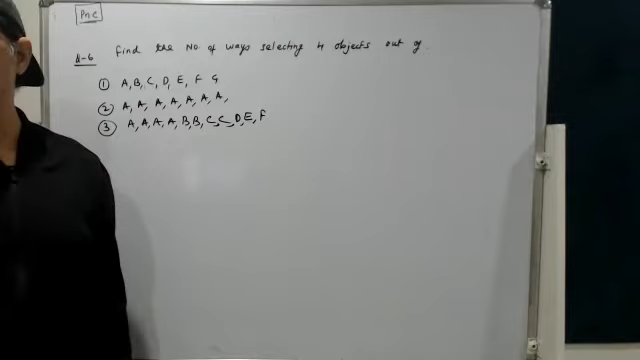 PnC
Q-6 find the No. of ways selecting 4 objects out of
① A, B, C, D, E, F G
② A, A, A, A, A, A, A,
③ A, A, A, A, B, B, C, C, D, E, F